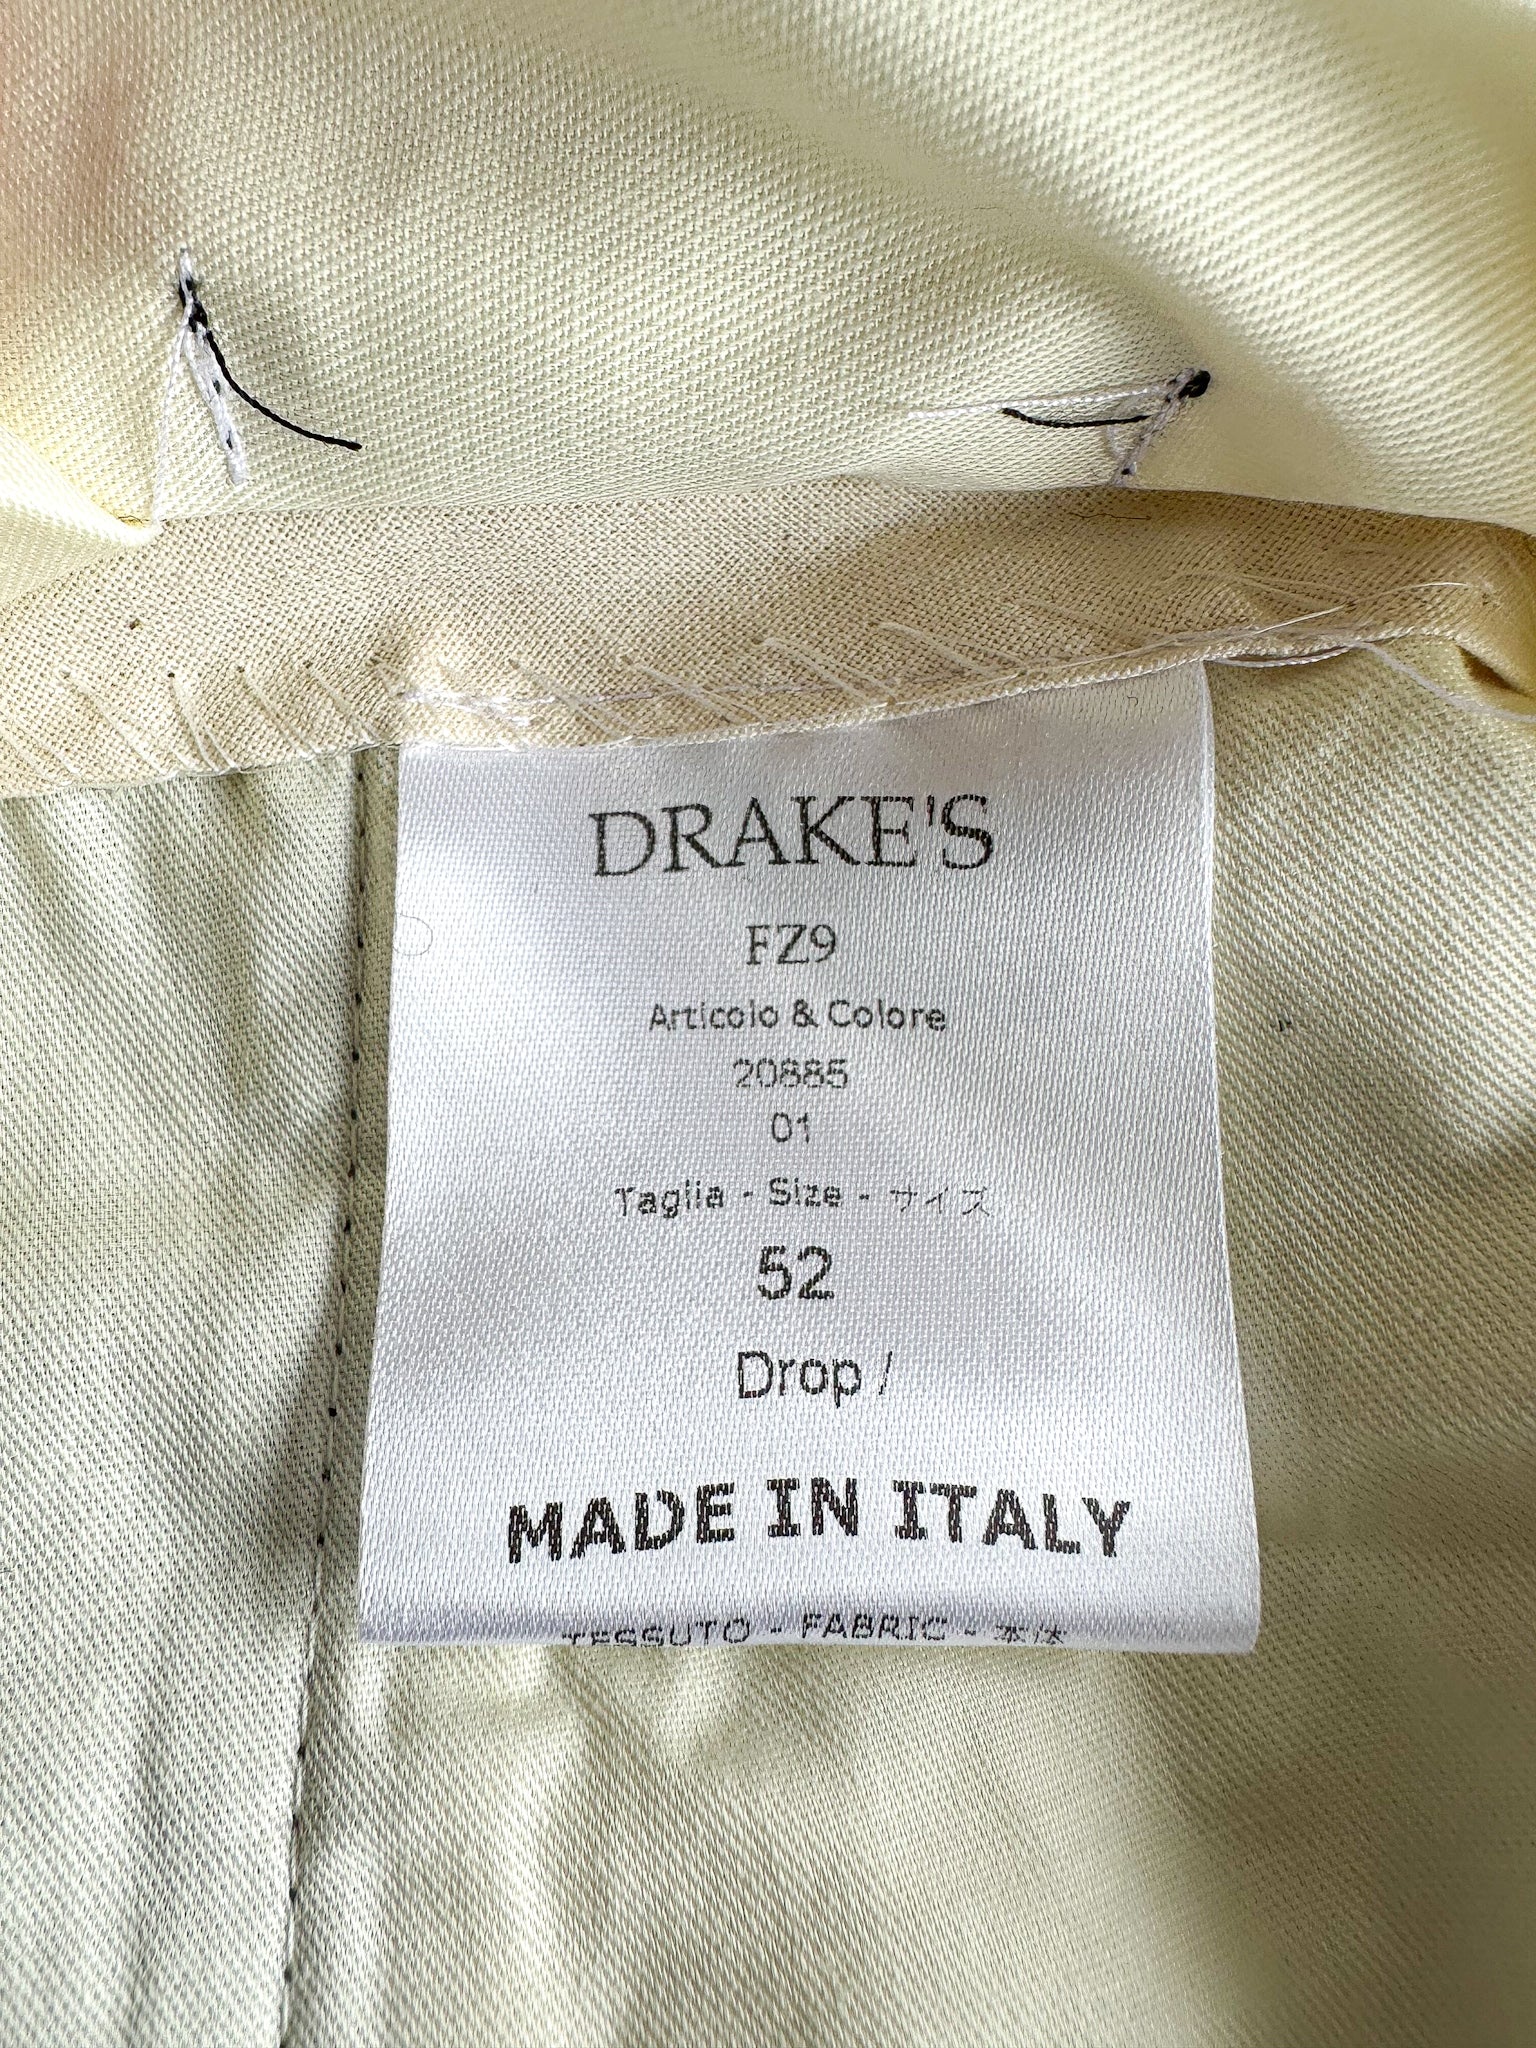 DRAKE'S
FZ9
Articolo & Colore
20885
01
Taglia - Size - サイズ
52
Drop /
MADE IN ITALY
TESSUTO - FABRIC - 本体